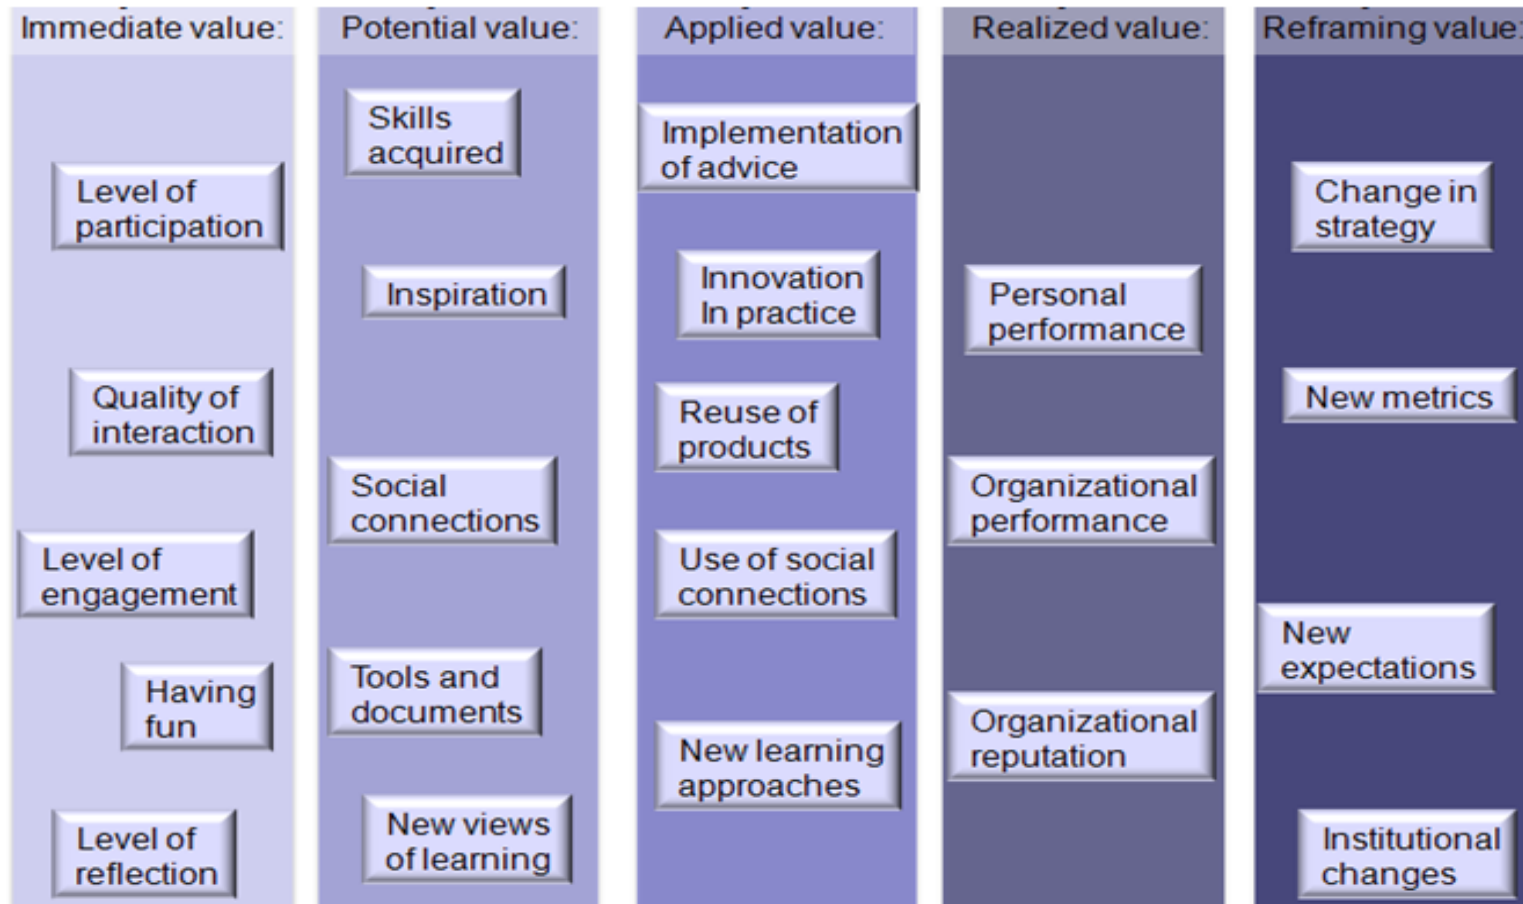 Immediate value:
Level of
participation
Quality of
interaction
Level of
engagement
Having
fun
Level of
reflection
Potential value:
Skills
acquired
Inspiration
Social
connections
Tools and
documents
New views
of learning
Applied value:
Implementation
of advice
Innovation
In practice
Reuse of
products
Use of social
connections
New learning
approaches
Realized value:
Personal
performance
Organizational
performance
Organizational
reputation
Reframing value:
Change in
strategy
New metrics
New
expectations
Institutional
changes